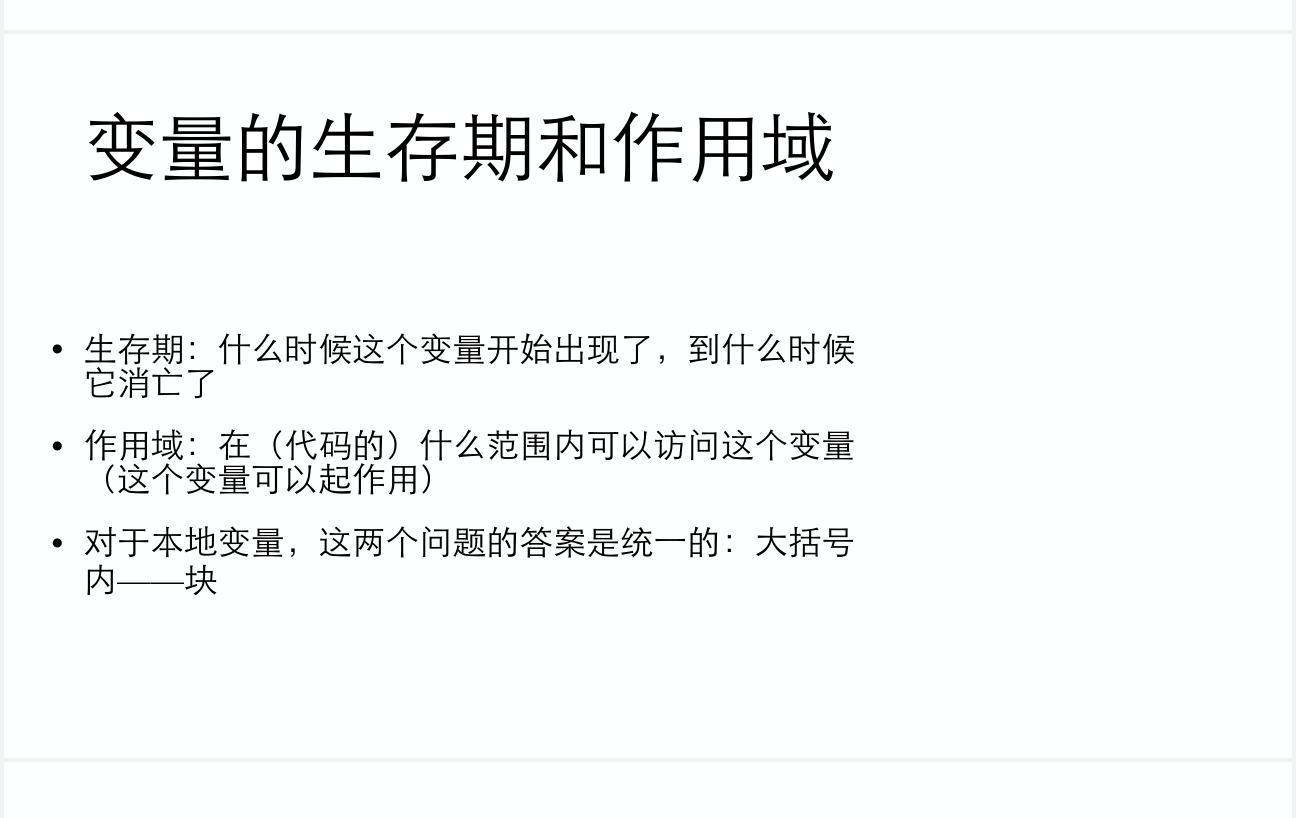 变量的生存期和作用域
• 生存期：什么时候这个变量开始出现了，到什么时候
它消亡了
• 作用域：在（代码的）什么范围内可以访问这个变量
（这个变量可以起作用）
• 对于本地变量，这两个问题的答案是统一的：大括号
内——块